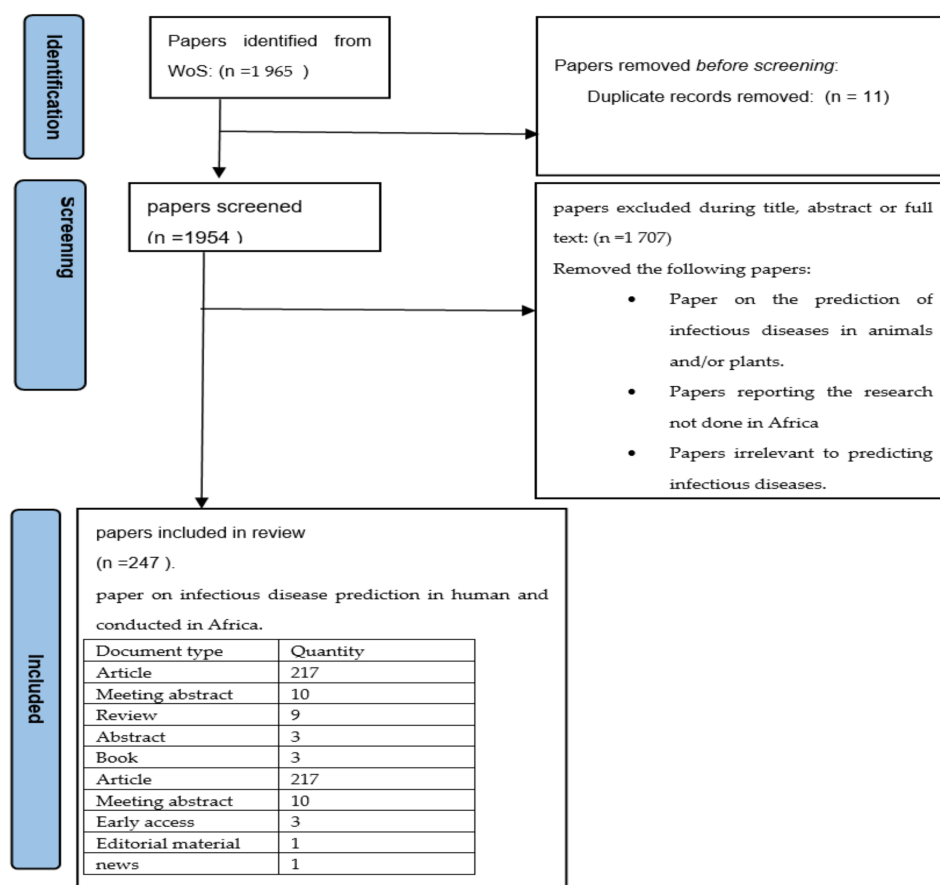 Identification
Papers identified from
WoS: (n =1 965 )
Papers removed before screening:
Duplicate records removed: (n = 11)
Screening
papers screened
(n =1954 )
papers excluded during title, abstract or full
text: (n =1 707)
Removed the following papers:
• Paper on the prediction of
infectious diseases in animals
and/or plants.
• Papers reporting the research
not done in Africa
• Papers irrelevant to predicting
infectious diseases.
Included
papers included in review
(n =247 ).
paper on infectious disease prediction in human and
conducted in Africa.
Document type Quantity
Article 217
Meeting abstract 10
Review 9
Abstract 3
Book 3
Article 217
Meeting abstract 10
Early access 3
Editorial material 1
news 1